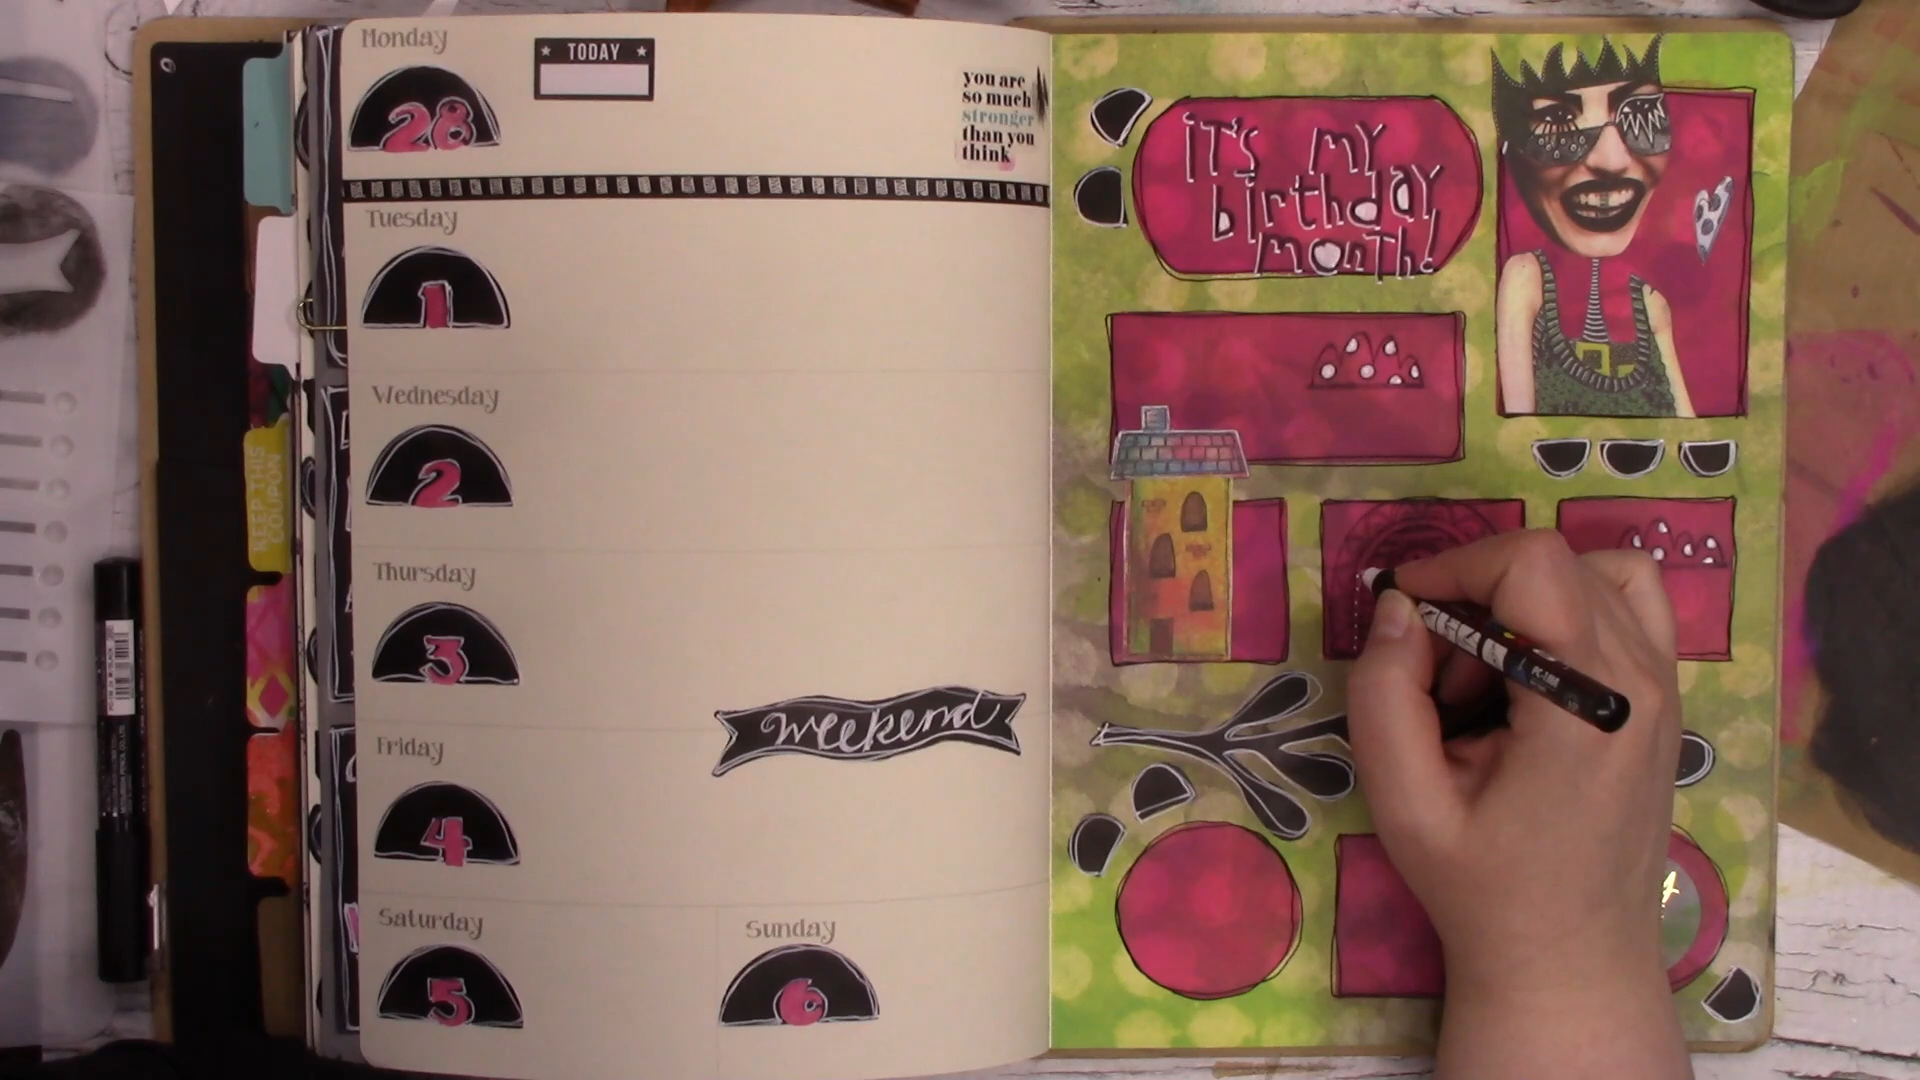 Monday
28
★ TODAY ★
you are
so much
stronger
than you
think
Tuesday
1
Wednesday
2
Thursday
3
weekend
Friday
4
Saturday
5
Sunday
6
iT's my
birthday
month!
KEEP THIS
COUPON